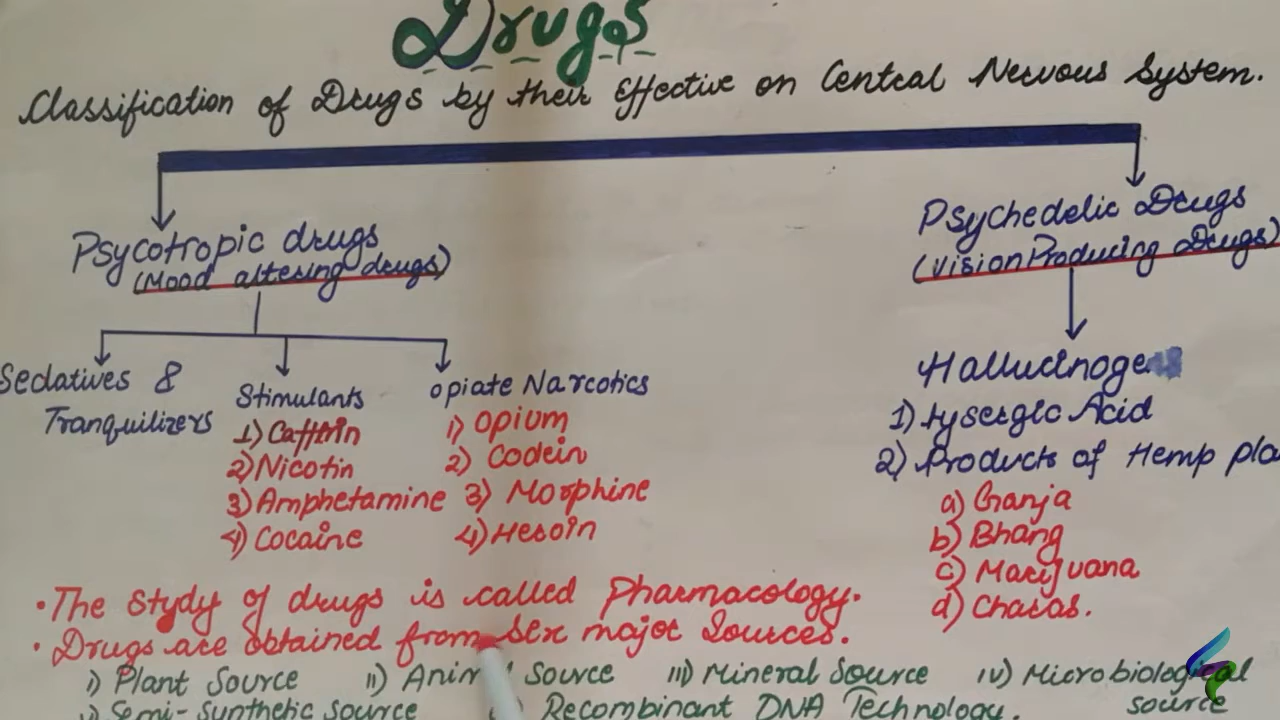 Drugs
Classification of Drugs by their Effective on Central Nervous System.
Psycotropic drugs
(Mood altering drugs)
Psychedelic Drugs
(Vision Producing Drugs)
Sedatives &
Tranquilizers
Stimulants
1) Caffein
2) Nicotin
3) Amphetamine
4) Cocaine
Opiate Narcotics
1) Opium
2) Codein
3) Morphine
4) Heroin
Hallucinoge
1) Lysergic Acid
2) Products of Hemp pla
a) Ganja
b) Bhang
c) Marijuana
d) Charas.
• The Stydy of drugs is called Pharmacology.
• Drugs are obtained from Six major Sources.
i) Plant Source ii) Anim Source iii) Mineral Source iv) Microbiological Source
Semi-Synthetic Source Recombinant DNA Technology.